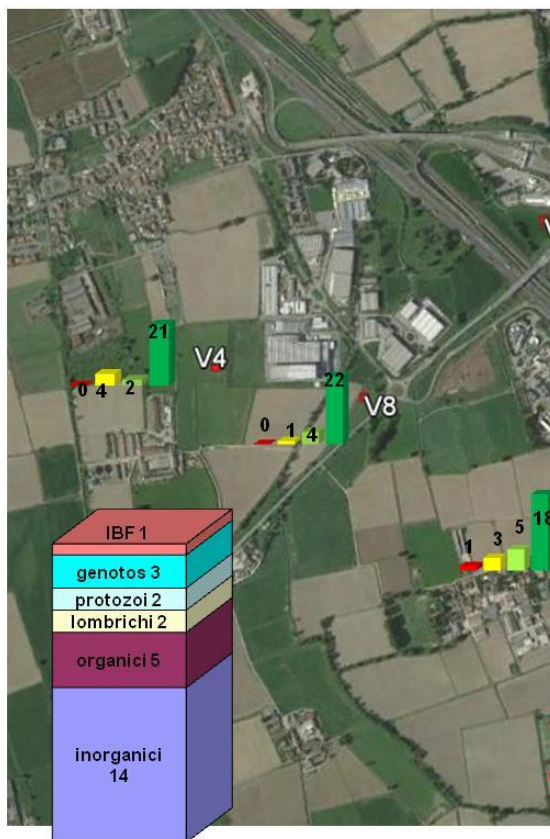 V
21
V4
0 4 2
22
V8
0 1 4
18
1 3 5
IBF 1
genotos 3
protozoi 2
lombrichi 2
organici 5
inorganici
14